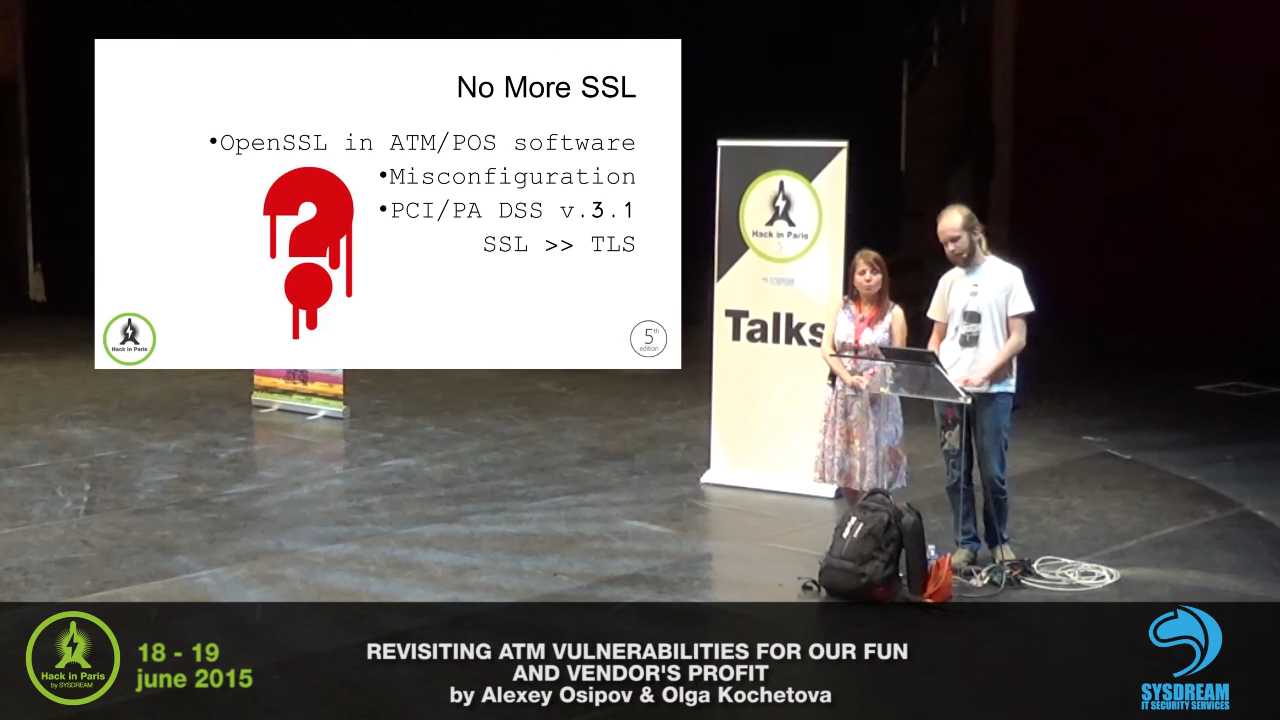 No More SSL
•OpenSSL in ATM/POS software
•Misconfiguration
•PCI/PA DSS v.3.1
SSL >> TLS
Hack in Paris
5th
edition
Hack in Paris
5
Talks
Hack in Paris
by SYSDREAM
18 - 19
june 2015
REVISITING ATM VULNERABILITIES FOR OUR FUN
AND VENDOR'S PROFIT
by Alexey Osipov & Olga Kochetova
SYSDREAM
IT SECURITY SERVICES